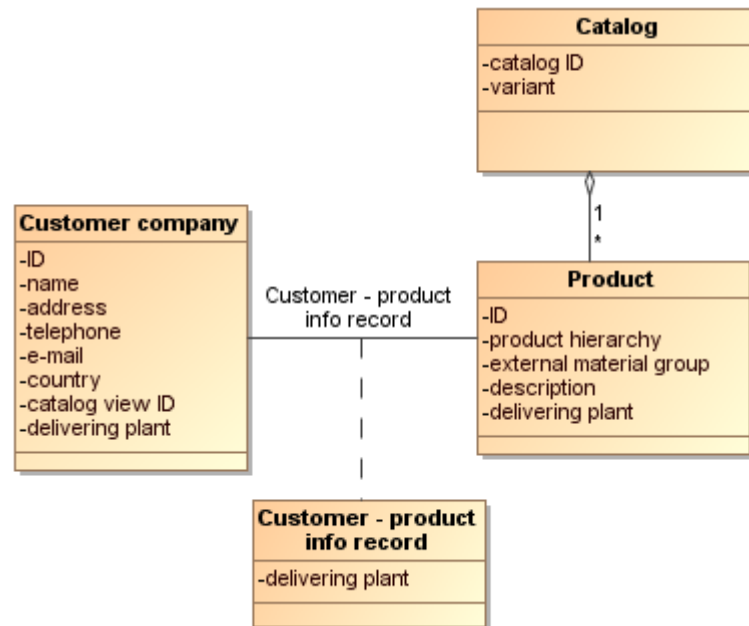 Catalog
-catalog ID
-variant
1
*
Customer company
-ID
-name
-address
-telephone
-e-mail
-country
-catalog view ID
-delivering plant
Customer - product
info record
Product
-ID
-product hierarchy
-external material group
-description
-delivering plant
Customer - product
info record
-delivering plant